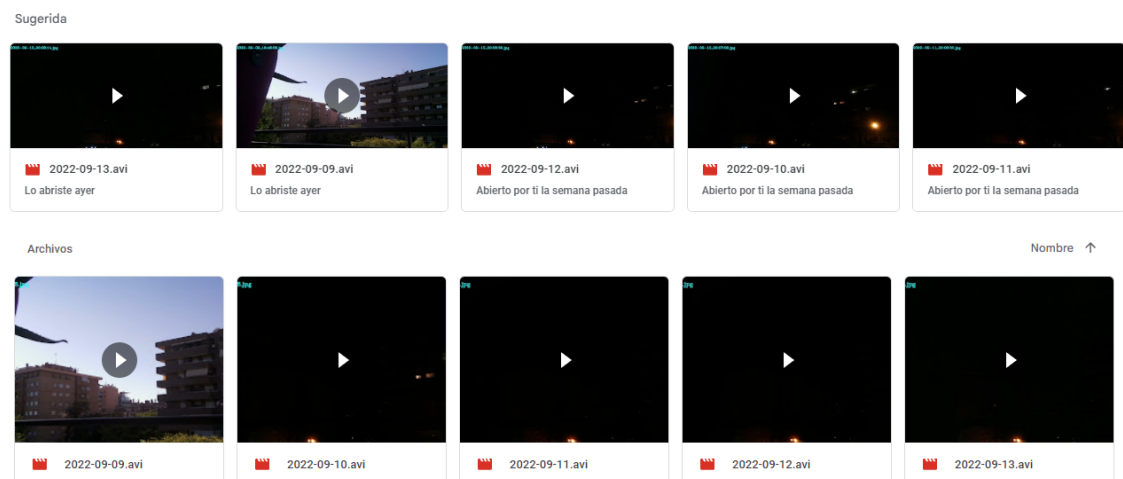 Sugerida
2022-09-13.avi
Lo abriste ayer
2022-09-09.avi
Lo abriste ayer
2022-09-12.avi
Abierto por ti la semana pasada
2022-09-10.avi
Abierto por ti la semana pasada
2022-09-11.avi
Abierto por ti la semana pasada
Archivos
Nombre
2022-09-09.avi
2022-09-10.avi
2022-09-11.avi
2022-09-12.avi
2022-09-13.avi